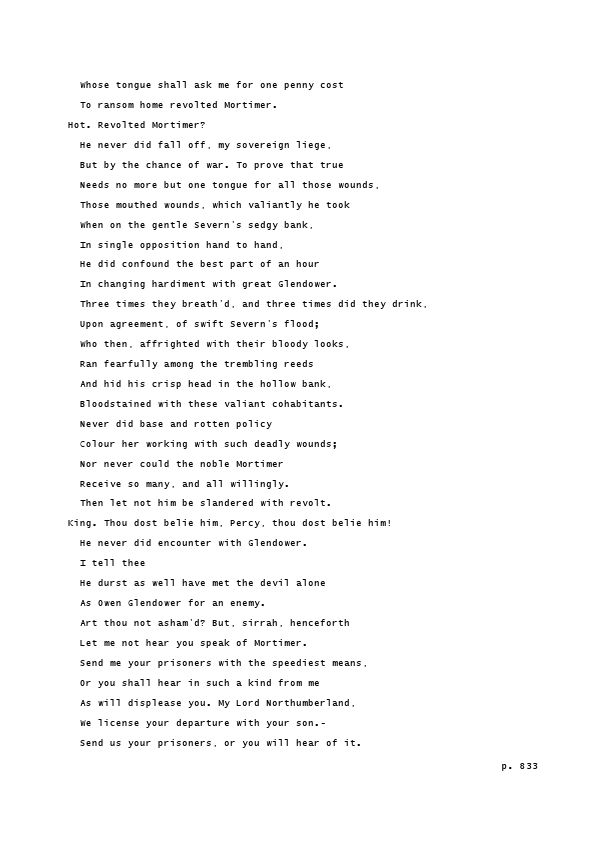 Whose tongue shall ask me for one penny cost
To ransom home revolted Mortimer.
Hot. Revolted Mortimer?
He never did fall off, my sovereign liege,
But by the chance of war. To prove that true
Needs no more but one tongue for all those wounds,
Those mouthed wounds, which valiantly he took
When on the gentle Severn's sedgy bank,
In single opposition hand to hand,
He did confound the best part of an hour
In changing hardiment with great Glendower.
Three times they breath'd, and three times did they drink,
Upon agreement, of swift Severn's flood;
Who then, affrighted with their bloody looks,
Ran fearfully among the trembling reeds
And hid his crisp head in the hollow bank,
Bloodstained with these valiant cohabitants.
Never did base and rotten policy
Colour her working with such deadly wounds;
Nor never could the noble Mortimer
Receive so many, and all willingly.
Then let not him be slandered with revolt.
King. Thou dost belie him, Percy, thou dost belie him!
He never did encounter with Glendower.
I tell thee
He durst as well have met the devil alone
As Owen Glendower for an enemy.
Art thou not asham'd? But, sirrah, henceforth
Let me not hear you speak of Mortimer.
Send me your prisoners with the speediest means,
Or you shall hear in such a kind from me
As will displease you. My Lord Northumberland,
We license your departure with your son.-
Send us your prisoners, or you will hear of it.
p. 833